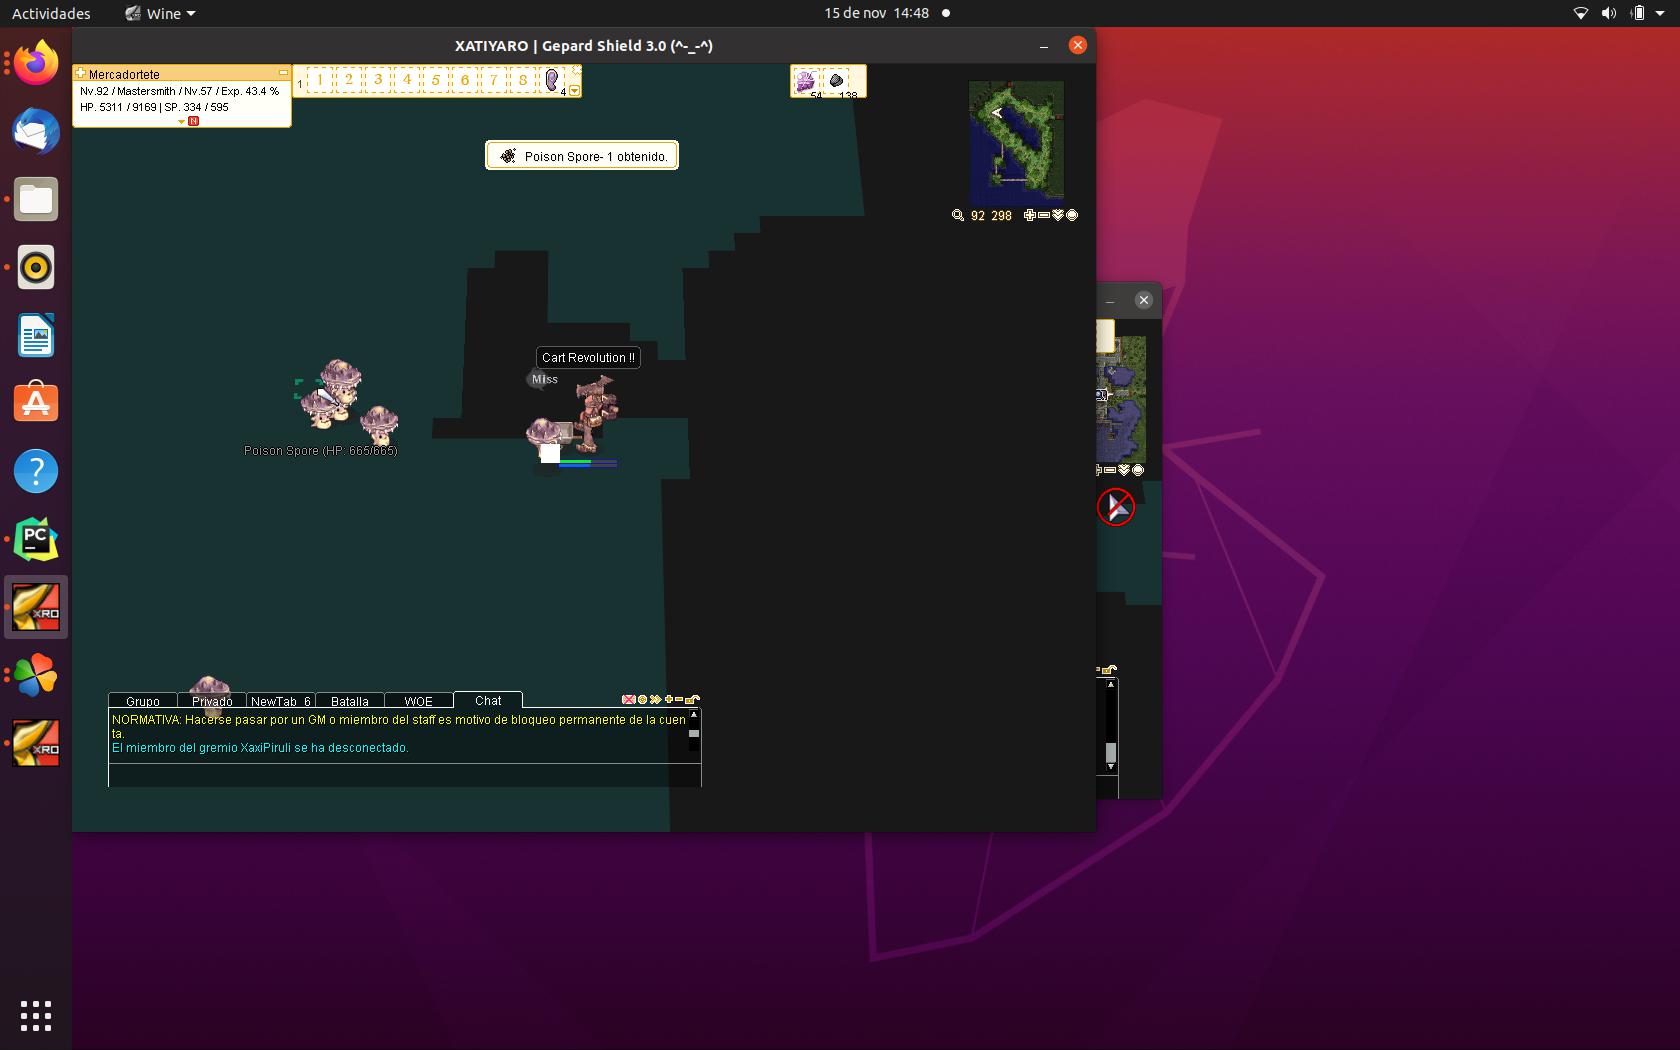 Actividades
Wine
15 de nov 14:48
XATIYARO | Gepard Shield 3.0 (^-_-^)
Mercadortete
Nv.92 / Mastersmith / Nv.57 / Exp. 43.4 %
HP. 5311 / 9169 | SP. 334 / 595
N
1 1 2 3 4 5 6 7 8 4
54 138
Poison Spore- 1 obtenido.
92 298
Cart Revolution !!
Miss
Poison Spore (HP: 665/665)
PC
XRO
XRO
Grupo Privado NewTab 6 Batalla WOE Chat
NORMATIVA: Hacerse pasar por un GM o miembro del staff es motivo de bloqueo permanente de la cuen
ta.
El miembro del gremio XaxiPiruli se ha desconectado.